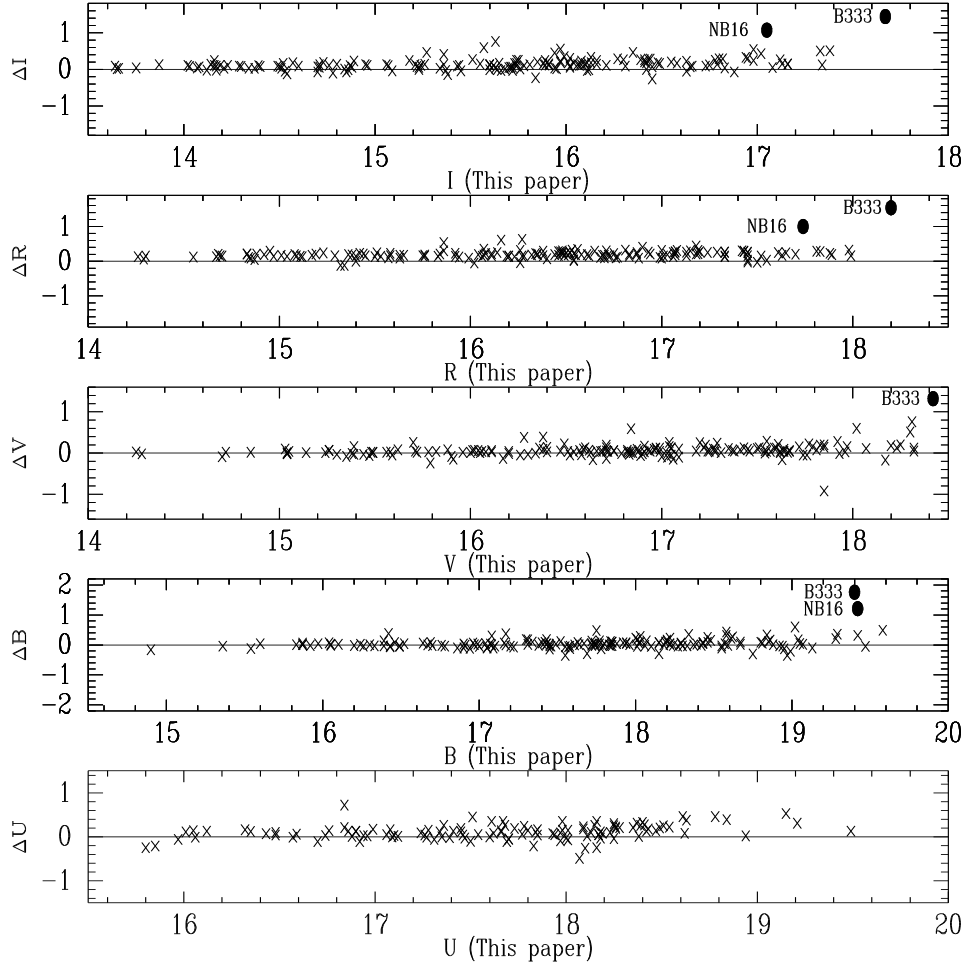 B333
NB16
1
0
−1
ΔI
14 15 16 17 18
I (This paper)
B333
NB16
1
0
−1
ΔR
14 15 16 17 18
R (This paper)
B333
1
0
−1
ΔV
14 15 16 17 18
V (This paper)
2
B333
1
NB16
0
−1
−2
ΔB
15 16 17 18 19 20
B (This paper)
1
0
−1
ΔU
16 17 18 19 20
U (This paper)